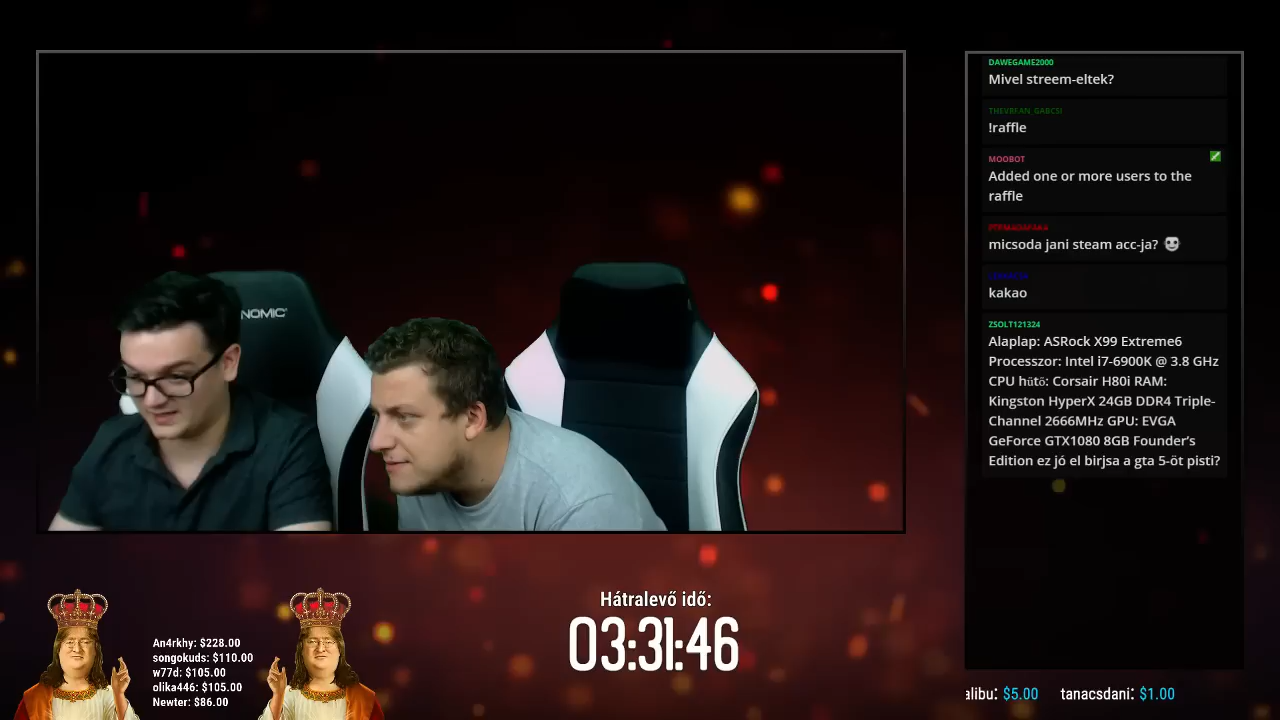 DAWEGAME2000
Mivel streem-eltek?
!raffle
MOOBOT
Added one or more users to the
raffle
micsoda jani steam acc-ja?
kakao
ZSOLT121324
Alaplap: ASRock X99 Extreme6
Processzor: Intel i7-6900K @ 3.8 GHz
CPU hűtő: Corsair H80i RAM:
Kingston HyperX 24GB DDR4 Triple-
Channel 2666MHz GPU: EVGA
GeForce GTX1080 8GB Founder's
Edition ez jó el birjsa a gta 5-öt pisti?
NOMIC
Hátralevő idő:
03:31:46
An4rkhy: $228.00
songokuds: $110.00
w77d: $105.00
olika446: $105.00
Newter: $86.00
alibu: $5.00 tanacsdani: $1.00